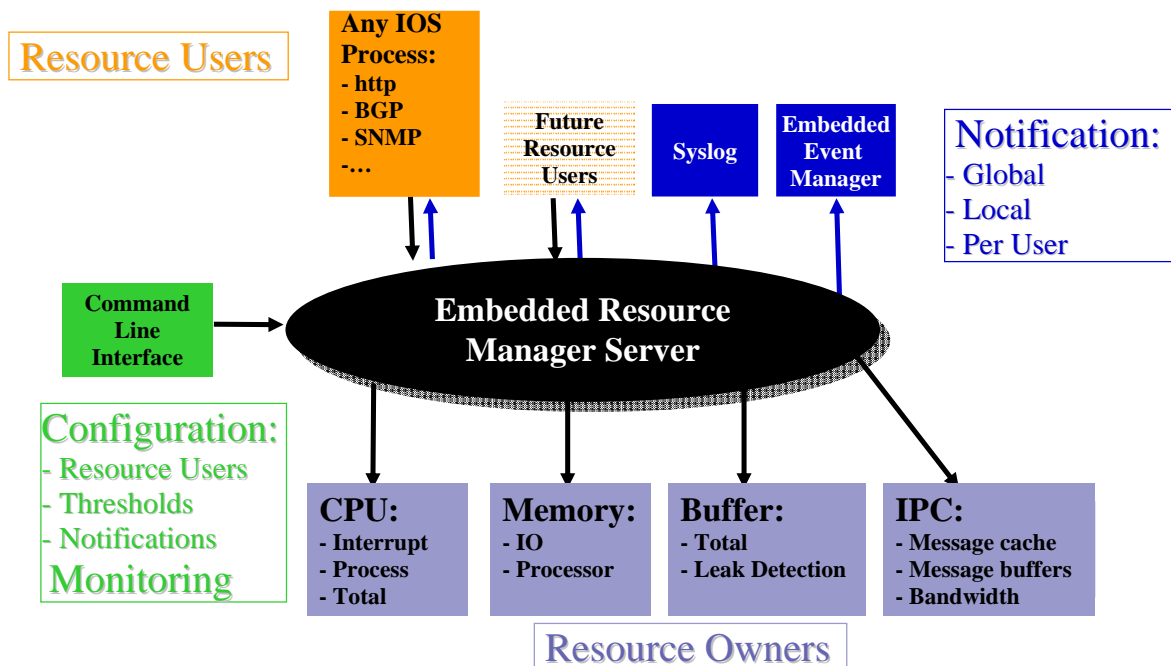 Resource Users
Any IOS
Process:
- http
- BGP
- SNMP
-…
Future
Resource
Users
Syslog
Embedded
Event
Manager
Notification:
- Global
- Local
- Per User
Command
Line
Interface
Embedded Resource
Manager Server
Configuration:
- Resource Users
- Thresholds
- Notifications
Monitoring
CPU:
- Interrupt
- Process
- Total
Memory:
- IO
- Processor
Buffer:
- Total
- Leak Detection
IPC:
- Message cache
- Message buffers
- Bandwidth
Resource Owners